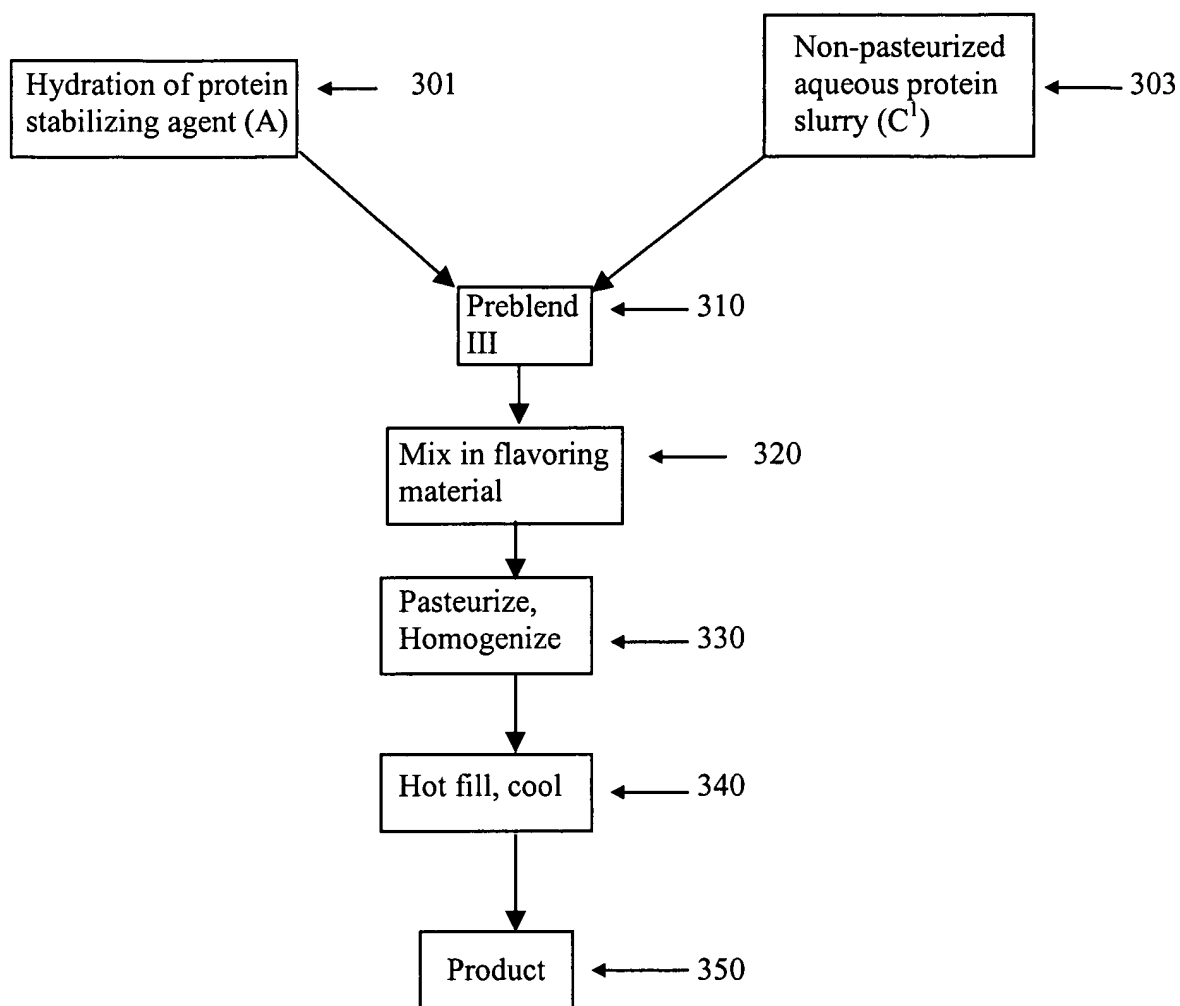 Hydration of protein
stabilizing agent (A)
301
Non-pasteurized
aqueous protein
slurry (C¹)
303
Preblend
III
310
Mix in flavoring
material
320
Pasteurize,
Homogenize
330
Hot fill, cool
340
Product
350